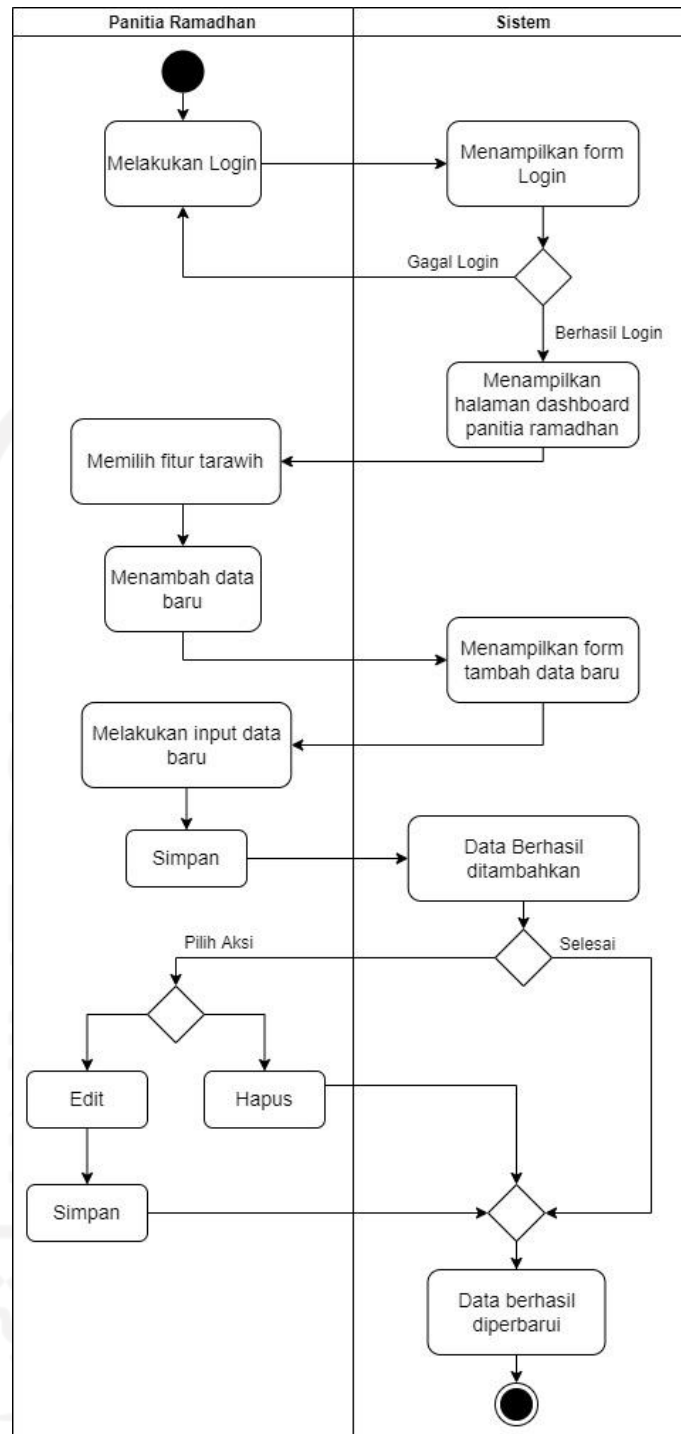 Panitia Ramadhan
Sistem
Melakukan Login
Menampilkan form
Login
Gagal Login
Berhasil Login
Menampilkan
halaman dashboard
panitia ramadhan
Memilih fitur tarawih
Menambah data
baru
Menampilkan form
tambah data baru
Melakukan input data
baru
Simpan
Data Berhasil
ditambahkan
Pilih Aksi
Selesai
Edit
Hapus
Simpan
Data berhasil
diperbarui